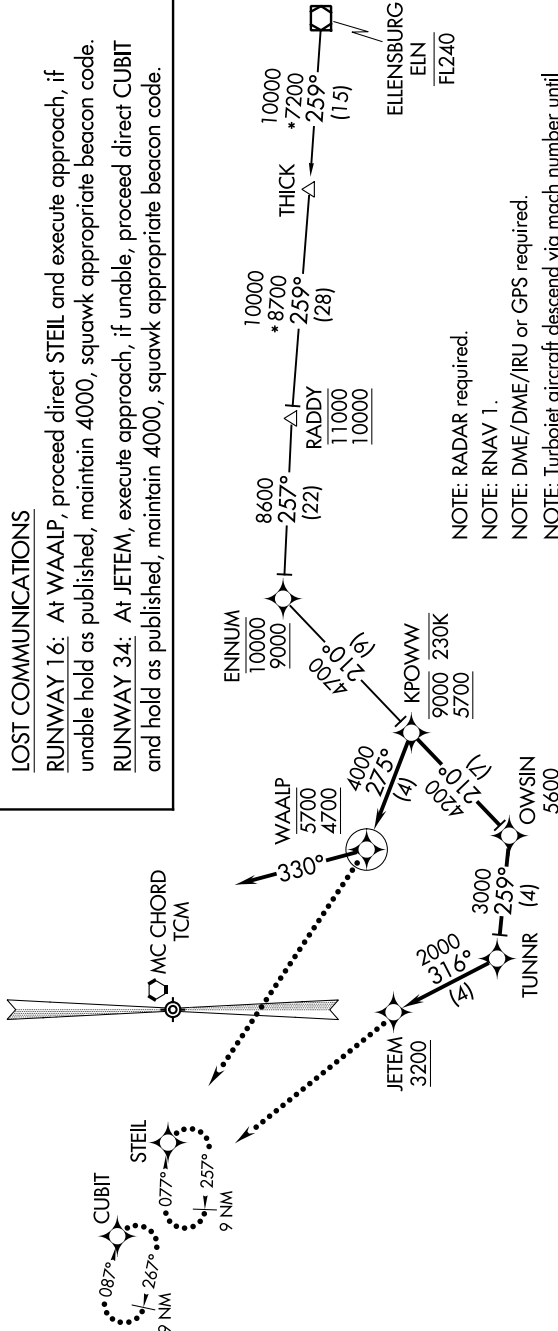 LOST COMMUNICATIONS
RUNWAY 16: At WAALP, proceed direct STEIL and execute approach, if
unable hold as published, maintain 4000, squawk appropriate beacon code.
RUNWAY 34: At JETEM, execute approach, if unable, proceed direct CUBIT
and hold as published, maintain 4000, squawk appropriate beacon code.
CUBIT
087°
267°
9 NM
STEIL
077°
257°
9 NM
MC CHORD
TCM
330°
WAALP
5700
4700
4000
275°
(4)
JETEM
3200
2000
316°
(4)
TUNNR
3000
259°
(4)
OWSIN
5600
4200
210°
(7)
KPOWW 230K
9000
5700
4700
210°
(9)
ENNUM
10000
9000
8600
257°
(22)
RADDY
11000
10000
10000
*8700
259°
(28)
THICK
10000
*7200
259°
(15)
ELLENSBURG
ELN
FL240
NOTE: RADAR required.
NOTE: RNAV 1.
NOTE: DME/DME/IRU or GPS required.
NOTE: Turbojet aircraft descend via mach number until